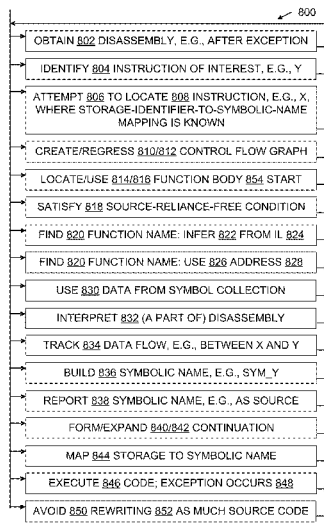 800
OBTAIN 802 DISASSEMBLY, E.G., AFTER EXCEPTION
IDENTIFY 804 INSTRUCTION OF INTEREST, E.G., Y
ATTEMPT 806 TO LOCATE 808 INSTRUCTION, E.G., X,
WHERE STORAGE-IDENTIFIER-TO-SYMBOLIC-NAME
MAPPING IS KNOWN
CREATE/REGRESS 810/812 CONTROL FLOW GRAPH
LOCATE/USE 814/816 FUNCTION BODY 854 START
SATISFY 818 SOURCE-RELIANCE-FREE CONDITION
FIND 820 FUNCTION NAME: INFER 822 FROM IL 824
FIND 820 FUNCTION NAME: USE 826 ADDRESS 828
USE 830 DATA FROM SYMBOL COLLECTION
INTERPRET 832 (A PART OF) DISASSEMBLY
TRACK 834 DATA FLOW, E.G., BETWEEN X AND Y
BUILD 836 SYMBOLIC NAME, E.G., SYM_Y
REPORT 838 SYMBOLIC NAME, E.G., AS SOURCE
FORM/EXPAND 840/842 CONTINUATION
MAP 844 STORAGE TO SYMBOLIC NAME
EXECUTE 846 CODE; EXCEPTION OCCURS 848
AVOID 850 REWRITING 852 AS MUCH SOURCE CODE